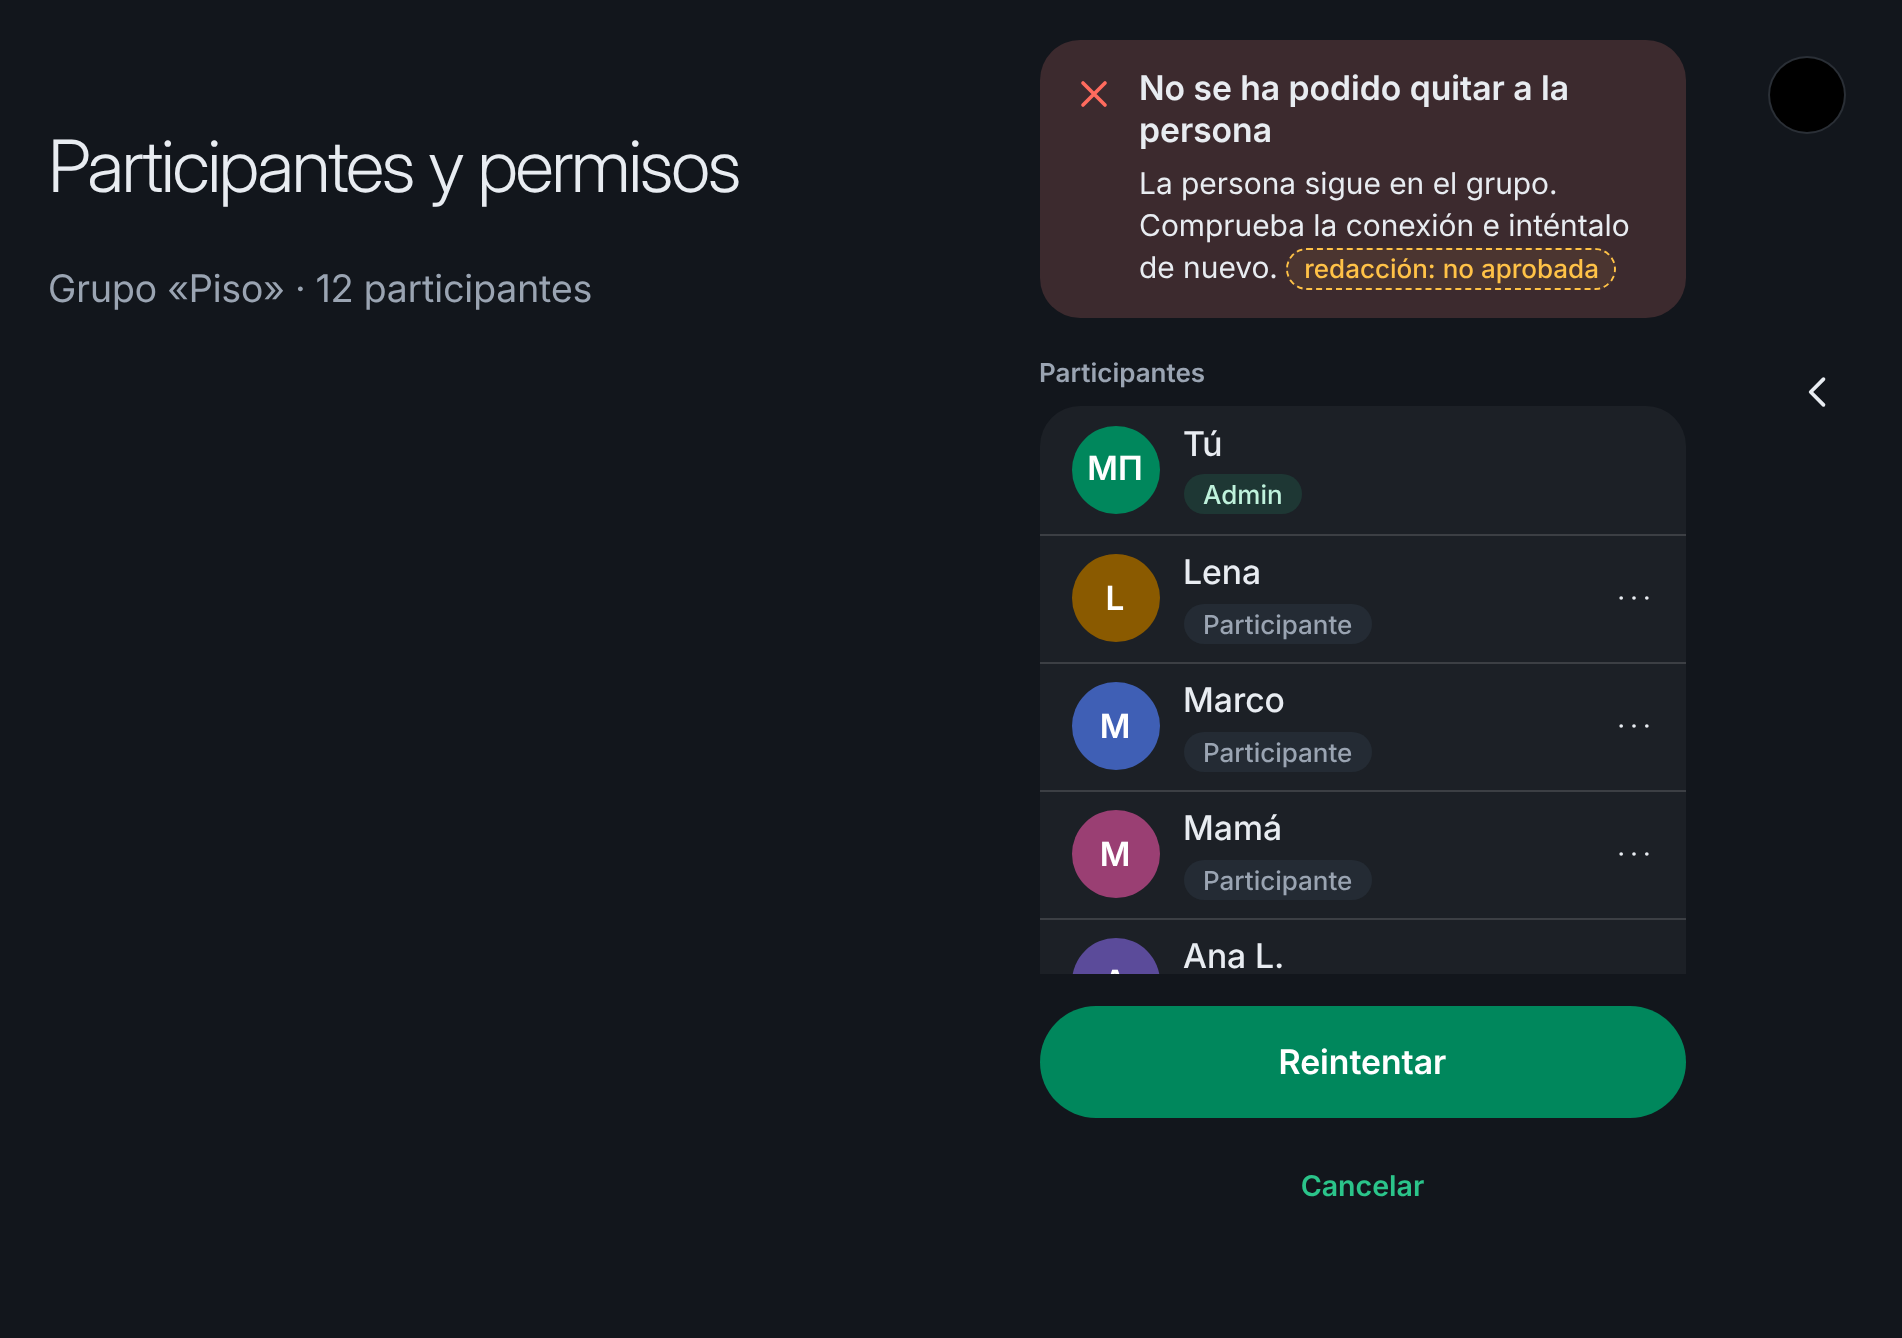 Participantes y permisos
Grupo «Piso» · 12 participantes
No se ha podido quitar a la
persona
La persona sigue en el grupo.
Comprueba la conexión e inténtalo
de nuevo. redacción: no aprobada
Participantes
МП
Tú
Admin
L
Lena
Participante
M
Marco
Participante
M
Mamá
Participante
Ana L.
Reintentar
Cancelar